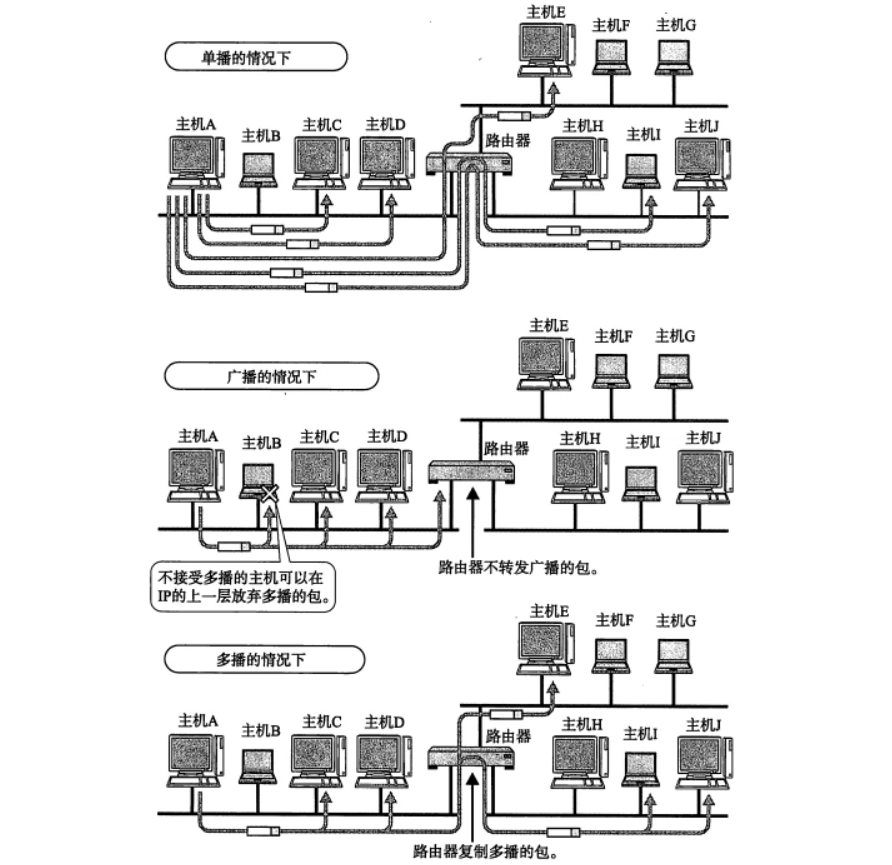 单播的情况下
主机E
主机F
主机G
主机A
主机B
主机C
主机D
路由器
主机H
主机I
主机J
广播的情况下
主机E
主机F
主机G
主机A
主机B
主机C
主机D
路由器
主机H
主机I
主机J
不接受多播的主机可以在
IP的上一层放弃多播的包。
路由器不转发广播的包。
多播的情况下
主机E
主机F
主机G
主机A
主机B
主机C
主机D
路由器
主机H
主机I
主机J
路由器复制多播的包。